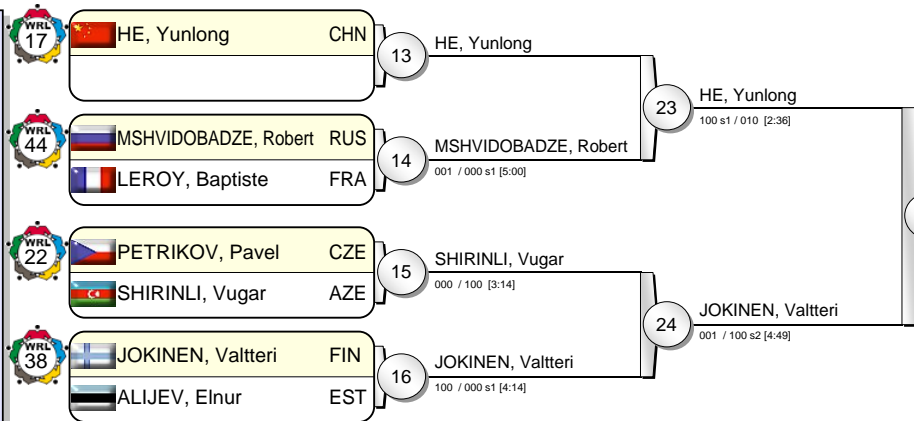 WRL
17
HE, Yunlong CHN
13
HE, Yunlong
WRL
44
MSHVIDOBADZE, Robert RUS
LEROY, Baptiste FRA
14
MSHVIDOBADZE, Robert
001 / 000 s1 [5:00]
23
HE, Yunlong
100 s1 / 010 [2:36]
WRL
22
PETRIKOV, Pavel CZE
SHIRINLI, Vugar AZE
15
SHIRINLI, Vugar
000 / 100 [3:14]
WRL
38
JOKINEN, Valtteri FIN
ALIJEV, Elnur EST
16
JOKINEN, Valtteri
100 / 000 s1 [4:14]
24
JOKINEN, Valtteri
001 / 100 s2 [4:49]